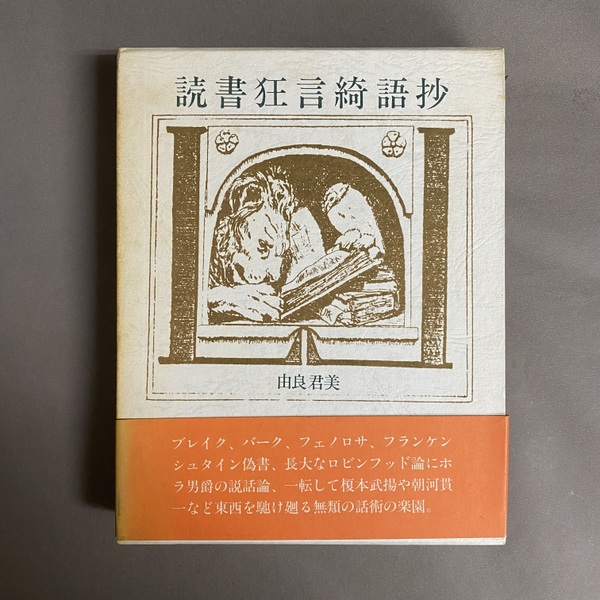 読書狂言綺語抄
由良君美
ブレイク、バーク、フェノロサ、フランケン
シュタイン偽書、長大なロビンフッド論にホ
ラ男爵の説話論、一転して榎本武揚や朝河貫
一など東西を馳け廻る無類の話術の楽園。